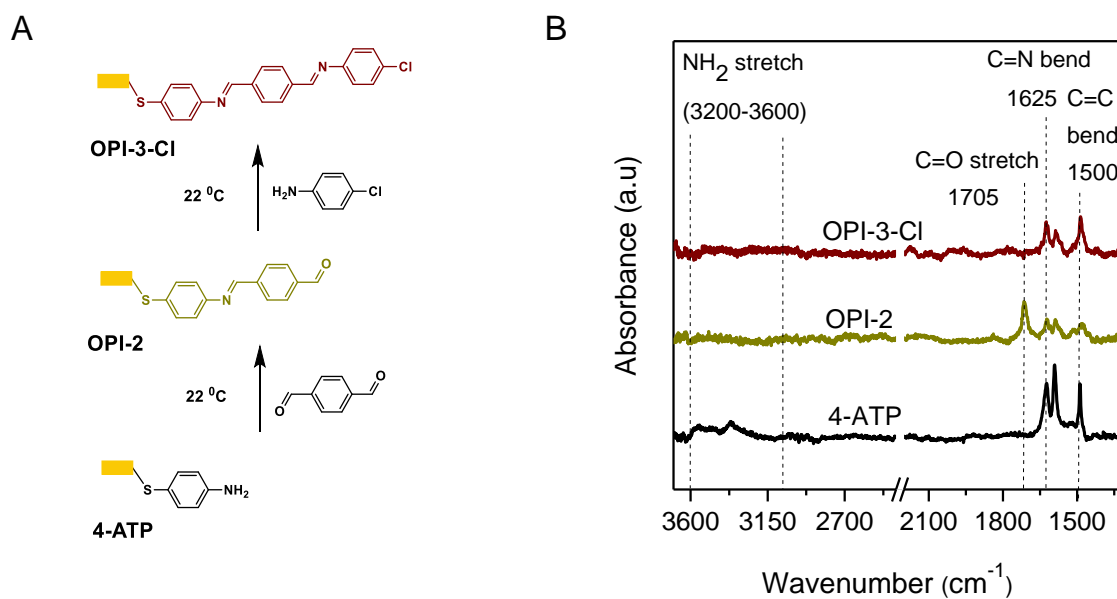 A
S
N
N
Cl
OPI-3-Cl
22 ⁰C
H₂N
Cl
S
N
O
OPI-2
22 ⁰C
O
O
S
NH₂
4-ATP
B
NH₂ stretch
(3200-3600)
C=N bend
1625
C=C
bend
1500
C=O stretch
1705
OPI-3-Cl
OPI-2
4-ATP
Absorbance (a.u)
3600 3150 2700 2100 1800 1500
Wavenumber (cm⁻¹)